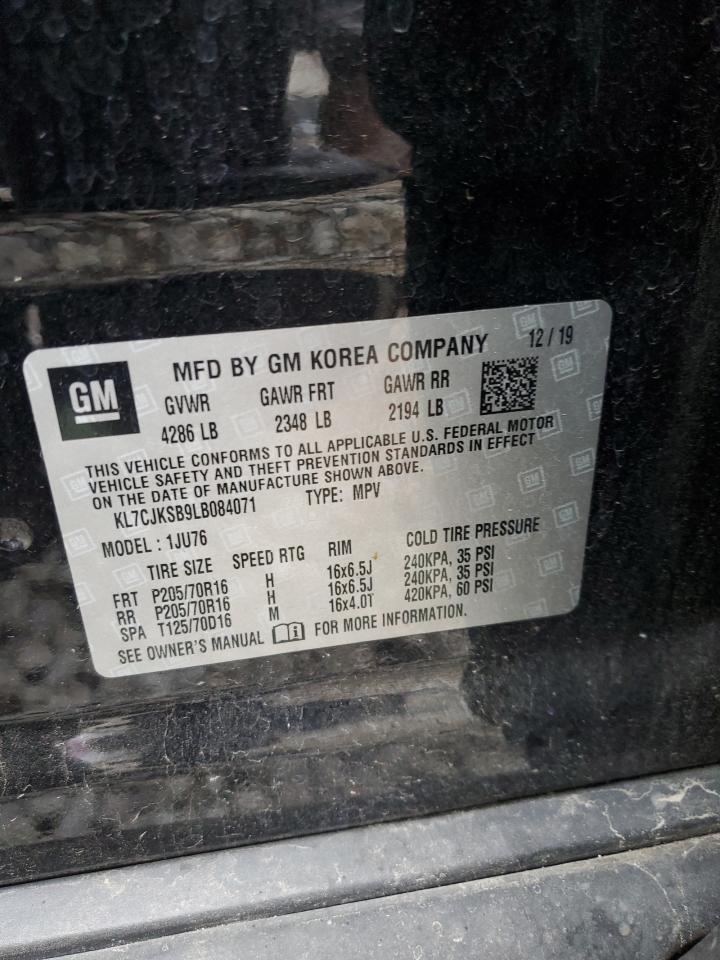 GM
MFD BY GM KOREA COMPANY 12 / 19
GVWR GAWR FRT GAWR RR
4286 LB 2348 LB 2194 LB
THIS VEHICLE CONFORMS TO ALL APPLICABLE U.S. FEDERAL MOTOR
VEHICLE SAFETY AND THEFT PREVENTION STANDARDS IN EFFECT
ON THE DATE OF MANUFACTURE SHOWN ABOVE.
KL7CJKSB9LB084071 TYPE: MPV
MODEL : 1JU76
TIRE SIZE SPEED RTG RIM COLD TIRE PRESSURE
FRT P205/70R16 H 16x6.5J 240KPA, 35 PSI
RR P205/70R16 H 16x6.5J 240KPA, 35 PSI
SPA T125/70D16 M 16x4.0T 420KPA, 60 PSI
SEE OWNER'S MANUAL FOR MORE INFORMATION.